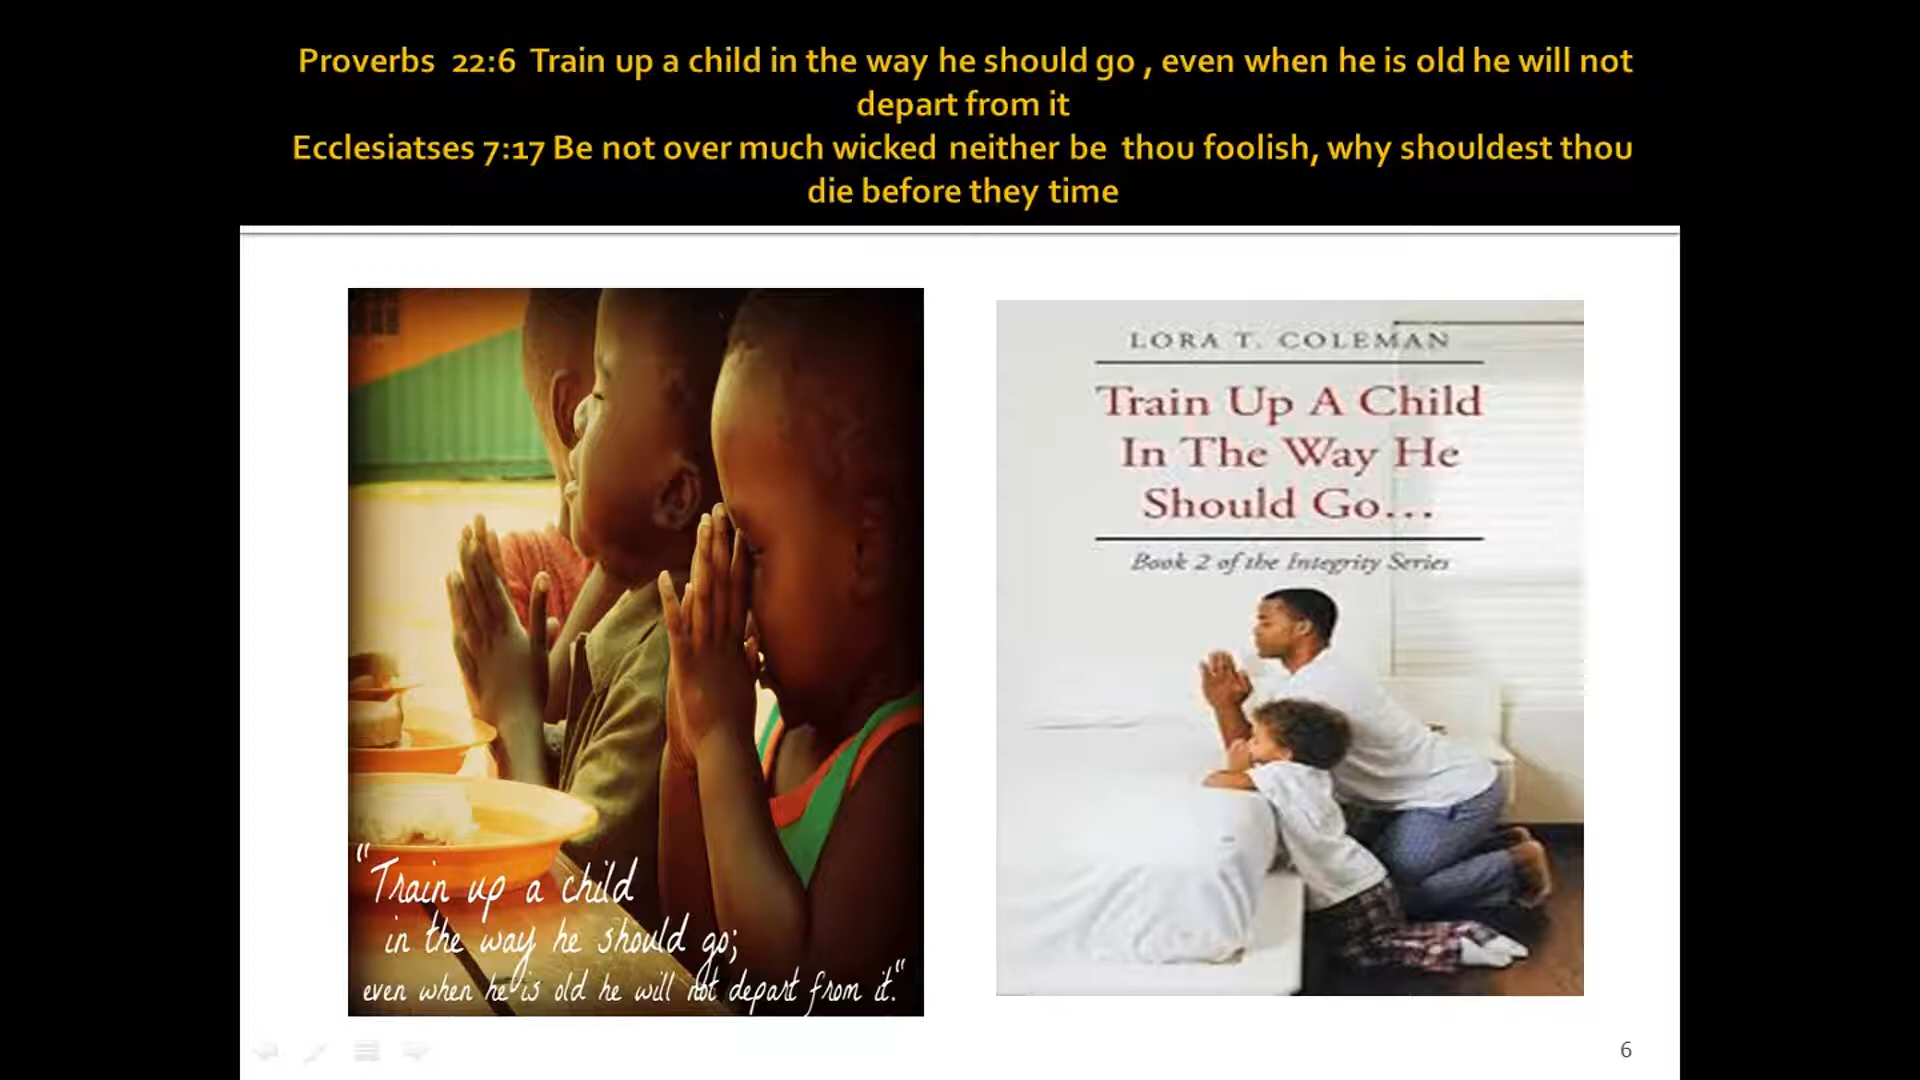 Proverbs 22:6 Train up a child in the way he should go , even when he is old he will not
depart from it
Ecclesiatses 7:17 Be not over much wicked neither be thou foolish, why shouldest thou
die before they time
"Train up a child
in the way he should go;
even when he is old he will not depart from it."
LORA T. COLEMAN
Train Up A Child
In The Way He
Should Go...
Book 2 of the Integrity Series
6